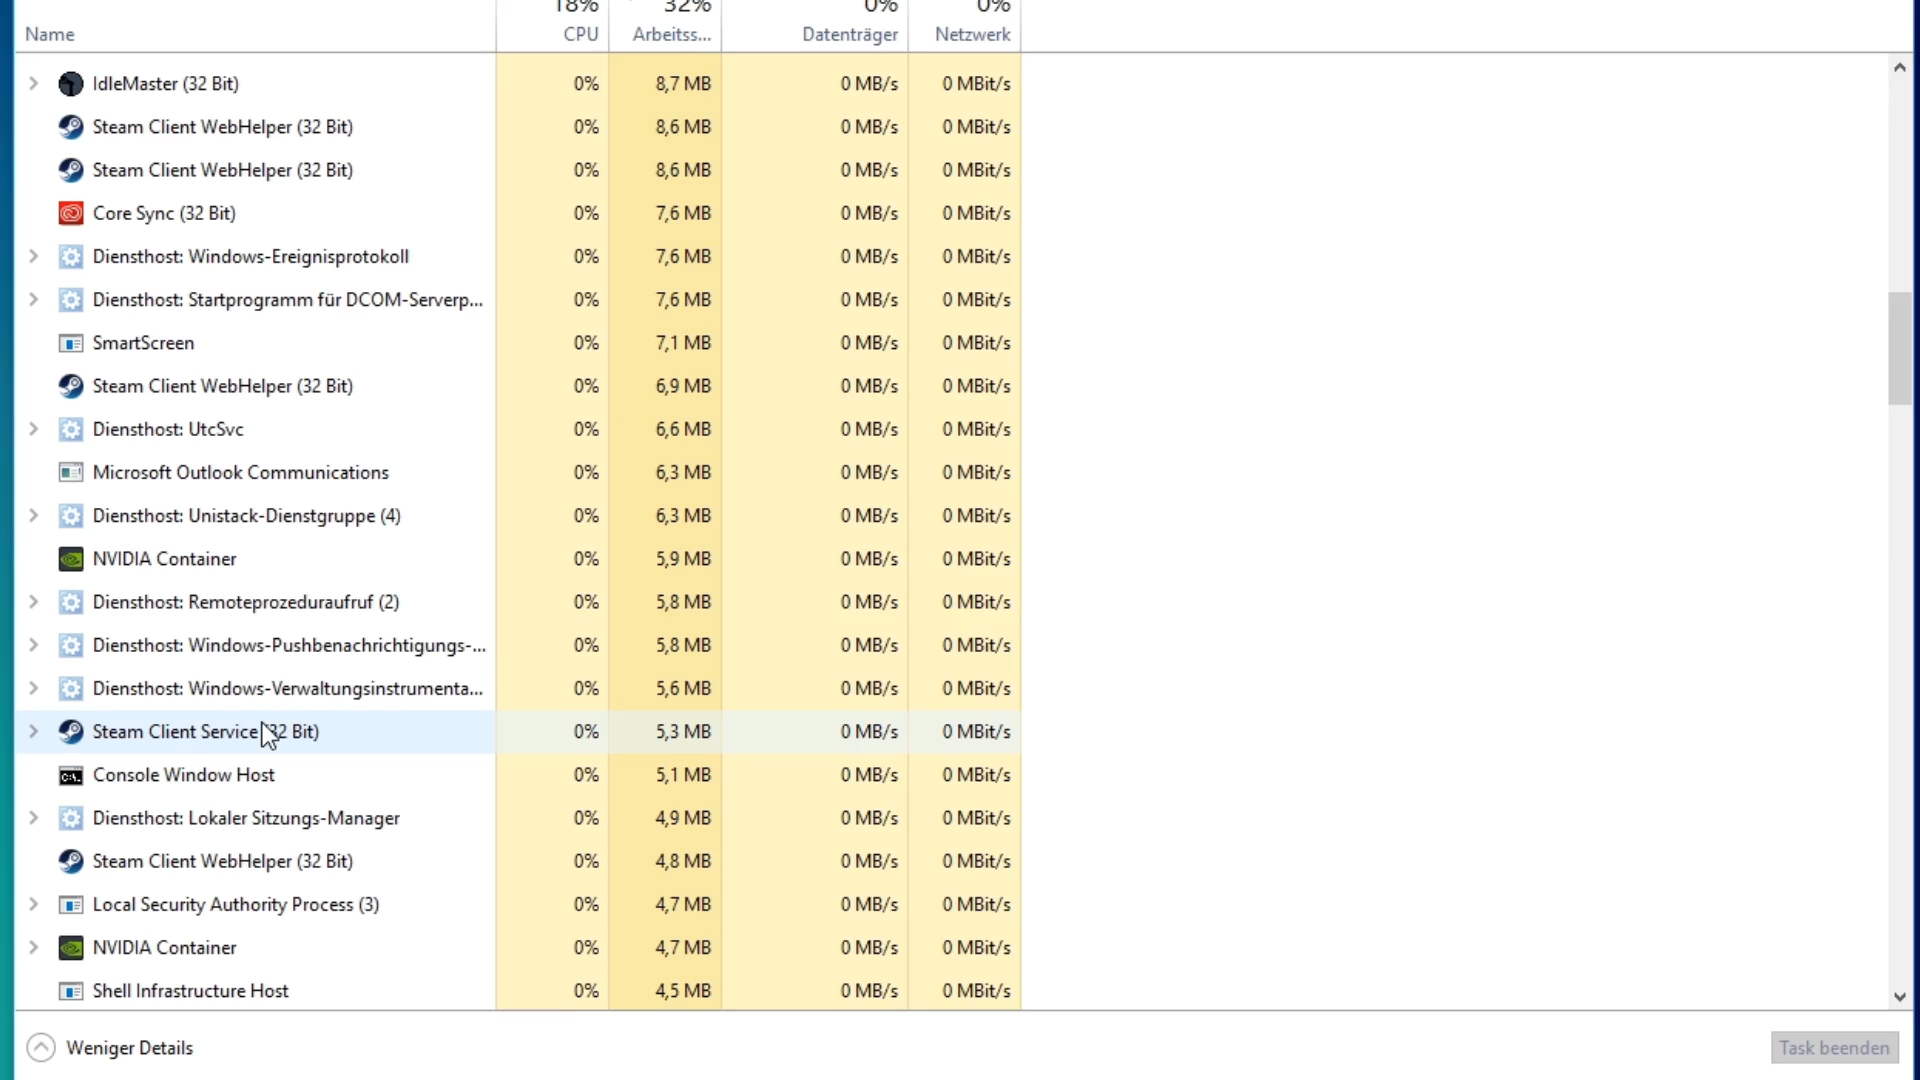 18% 32% 0% 0%
Name CPU Arbeitss... Datenträger Netzwerk
IdleMaster (32 Bit) 0% 8,7 MB 0 MB/s 0 MBit/s
Steam Client WebHelper (32 Bit) 0% 8,6 MB 0 MB/s 0 MBit/s
Steam Client WebHelper (32 Bit) 0% 8,6 MB 0 MB/s 0 MBit/s
Core Sync (32 Bit) 0% 7,6 MB 0 MB/s 0 MBit/s
Diensthost: Windows-Ereignisprotokoll 0% 7,6 MB 0 MB/s 0 MBit/s
Diensthost: Startprogramm für DCOM-Serverp... 0% 7,6 MB 0 MB/s 0 MBit/s
SmartScreen 0% 7,1 MB 0 MB/s 0 MBit/s
Steam Client WebHelper (32 Bit) 0% 6,9 MB 0 MB/s 0 MBit/s
Diensthost: UtcSvc 0% 6,6 MB 0 MB/s 0 MBit/s
Microsoft Outlook Communications 0% 6,3 MB 0 MB/s 0 MBit/s
Diensthost: Unistack-Dienstgruppe (4) 0% 6,3 MB 0 MB/s 0 MBit/s
NVIDIA Container 0% 5,9 MB 0 MB/s 0 MBit/s
Diensthost: Remoteprozeduraufruf (2) 0% 5,8 MB 0 MB/s 0 MBit/s
Diensthost: Windows-Pushbenachrichtigungs-... 0% 5,8 MB 0 MB/s 0 MBit/s
Diensthost: Windows-Verwaltungsinstrumenta... 0% 5,6 MB 0 MB/s 0 MBit/s
Steam Client Service (32 Bit) 0% 5,3 MB 0 MB/s 0 MBit/s
Console Window Host 0% 5,1 MB 0 MB/s 0 MBit/s
Diensthost: Lokaler Sitzungs-Manager 0% 4,9 MB 0 MB/s 0 MBit/s
Steam Client WebHelper (32 Bit) 0% 4,8 MB 0 MB/s 0 MBit/s
Local Security Authority Process (3) 0% 4,7 MB 0 MB/s 0 MBit/s
NVIDIA Container 0% 4,7 MB 0 MB/s 0 MBit/s
Shell Infrastructure Host 0% 4,5 MB 0 MB/s 0 MBit/s
Weniger Details Task beenden